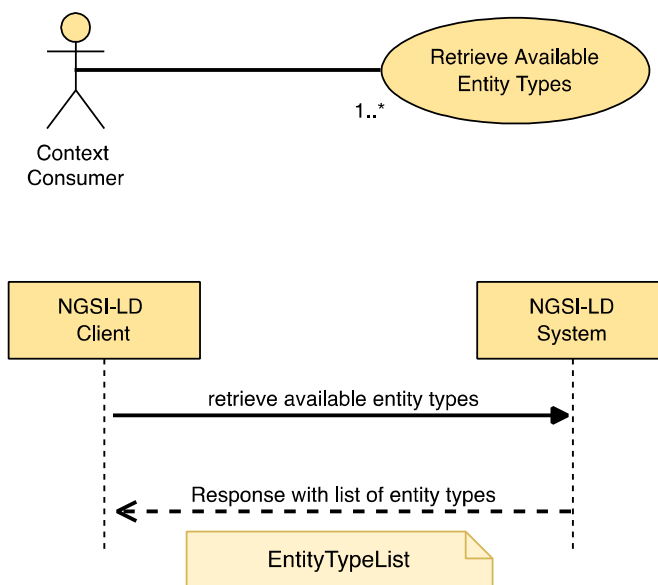 Retrieve Available
Entity Types
1..*
Context
Consumer
NGSI-LD
Client
NGSI-LD
System
retrieve available entity types
Response with list of entity types
EntityTypeList